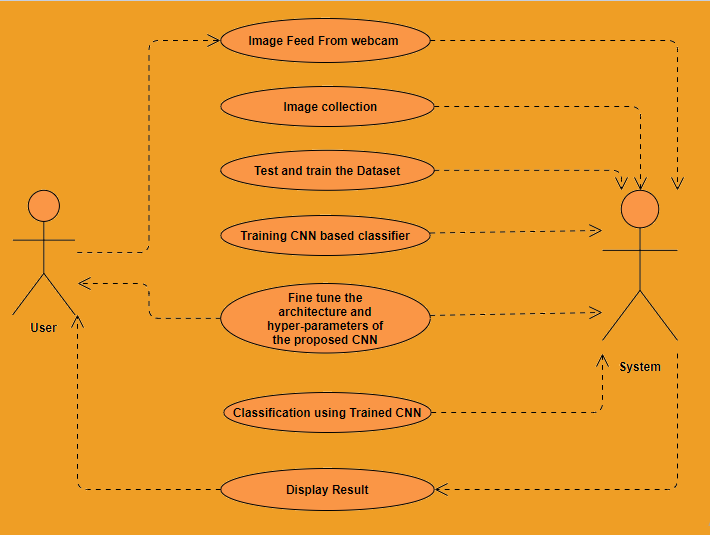 Image Feed From webcam
Image collection
Test and train the Dataset
Training CNN based classifier
Fine tune the
architecture and
hyper-parameters of
the proposed CNN
User
System
Classification using Trained CNN
Display Result